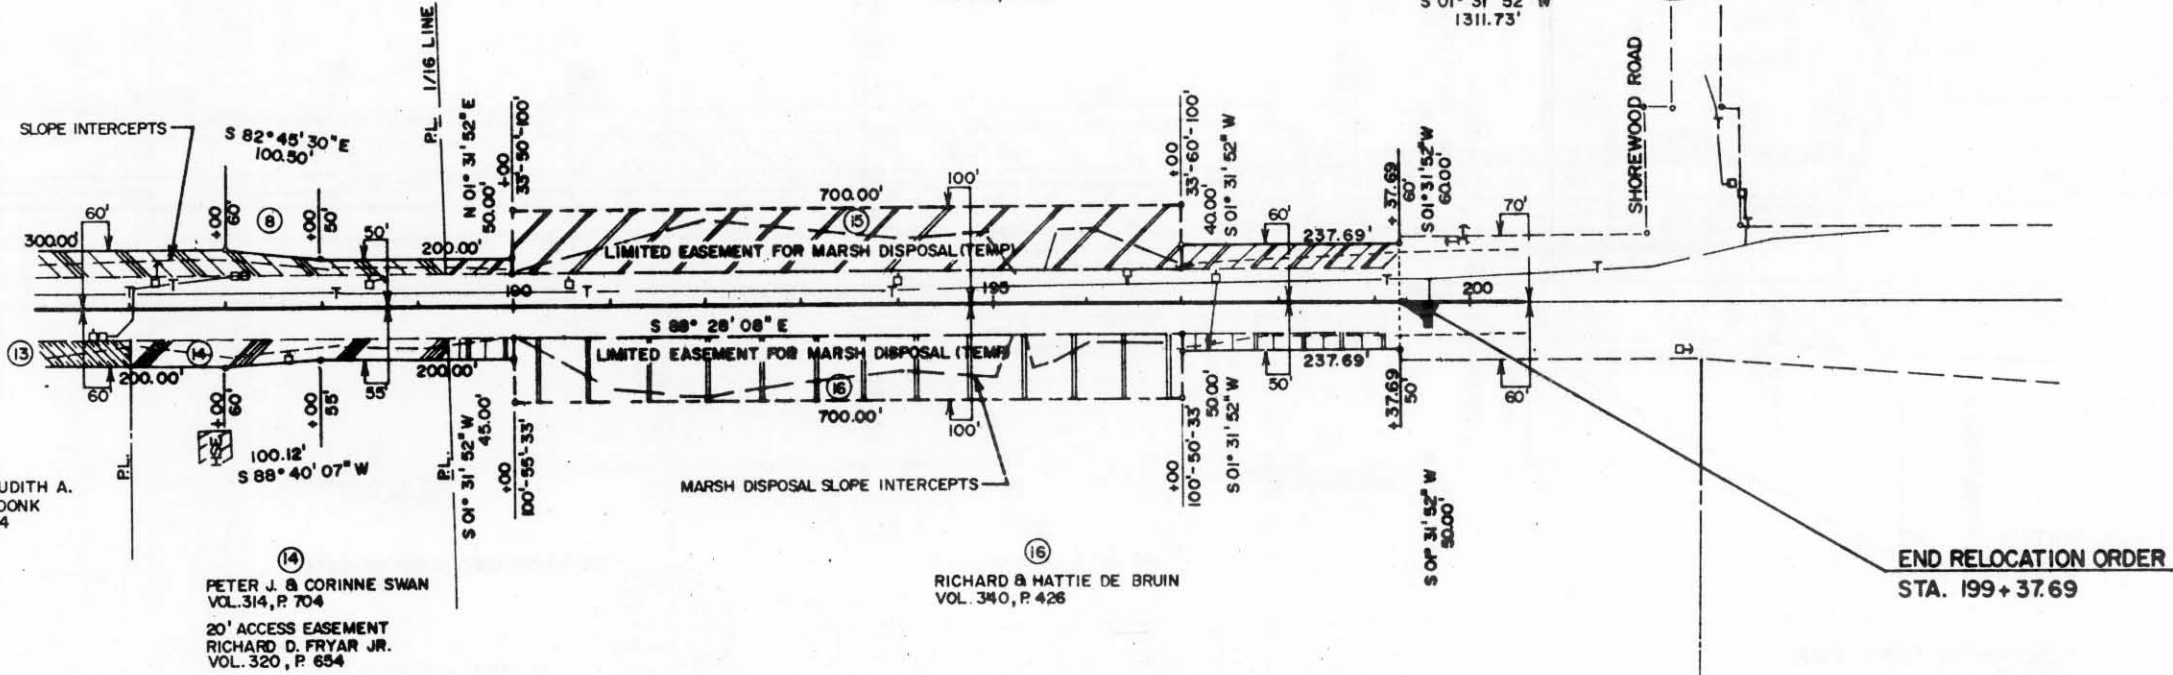 S 01° 31' 52" W
1311.73'
SHOREWOOD ROAD
1/16 LINE
P.L.
SLOPE INTERCEPTS
S 82° 45' 30" E
100.50'
N 01° 31' 52" E
50.00'
+00
33'-50'-100'
+00
33'-60'-100'
40.00'
S 01° 31' 52" W
+37.69
60'
S 01° 31' 52" W
60.00'
300.00'
60'
+00
60'
8
+00
50'
50'
200.00'
700.00'
15
100'
60'
237.69'
70'
LIMITED EASEMENT FOR MARSH DISPOSAL (TEMP)
T
T
T
190
T
T
195
T
T
T
200
T
T
T
S 88° 28' 08" E
13
14
LIMITED EASEMENT FOR MARSH DISPOSAL (TEMP)
60'
200.00'
+00
60'
+00
55'
55'
200.00'
16
700.00'
100'
237.69'
50'
+37.69
50'
60'
HSE
100.12'
S 88° 40' 07" W
P.L.
P.L.
S 01° 31' 52" W
45.00'
+00
100'-55'-33'
MARSH DISPOSAL SLOPE INTERCEPTS
+00
100'-50'-33'
50.00'
S 01° 31' 52" W
S 01° 31' 52" W
50.00'
UDITH A.
DONK
4
14
PETER J. & CORINNE SWAN
VOL. 314, P. 704
20' ACCESS EASEMENT
RICHARD D. FRYAR JR.
VOL. 320, P. 654
16
RICHARD & HATTIE DE BRUIN
VOL. 340, P. 426
END RELOCATION ORDER
STA. 199+37.69